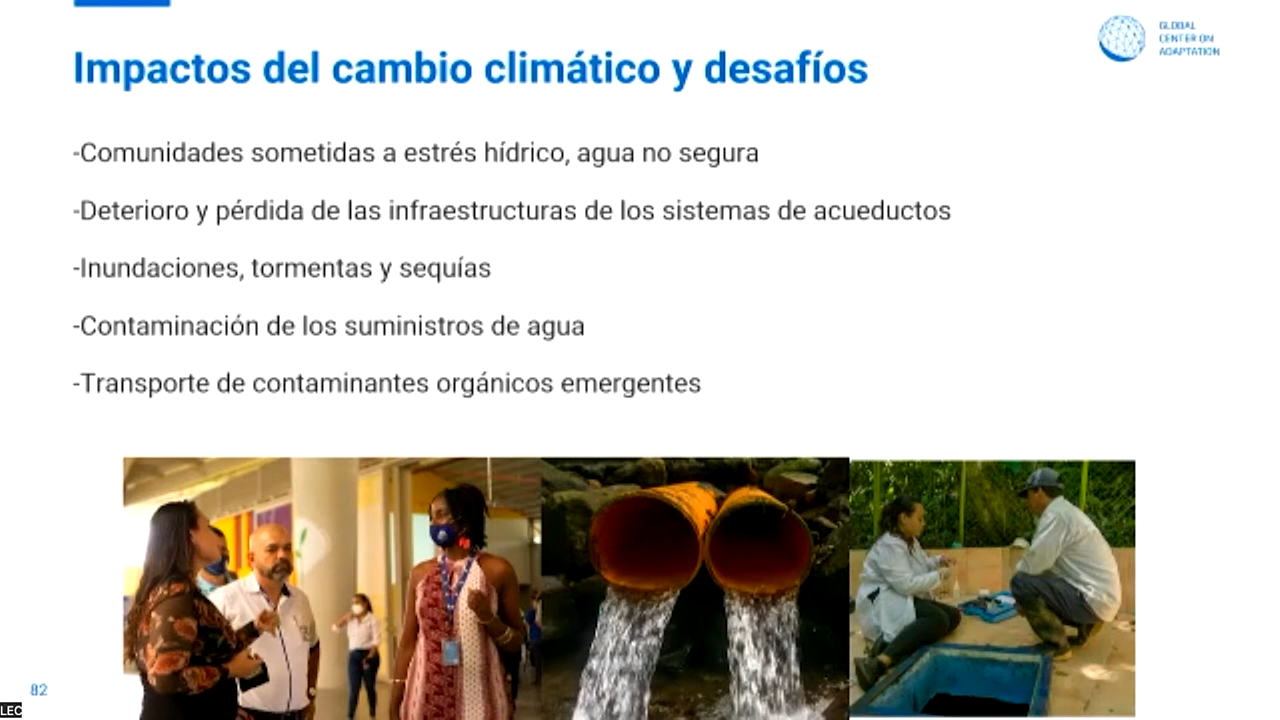 GLOBAL
CENTER ON
ADAPTATION
Impactos del cambio climático y desafíos
-Comunidades sometidas a estrés hídrico, agua no segura
-Deterioro y pérdida de las infraestructuras de los sistemas de acueductos
-Inundaciones, tormentas y sequías
-Contaminación de los suministros de agua
-Transporte de contaminantes orgánicos emergentes
82
LEC